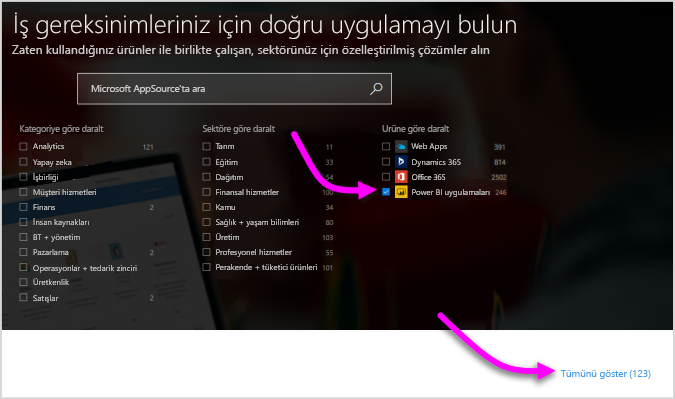 İş gereksinimleriniz için doğru uygulamayı bulun
Zaten kullandığınız ürünler ile birlikte çalışan, sektörünüz için özelleştirilmiş çözümler alın
Microsoft AppSource'ta ara
Kategoriye göre daralt
Analytics 121
Yapay zeka
İşbirliği
Müşteri hizmetleri
Finans 2
İnsan kaynakları
BT + yönetim
Pazarlama 2
Operasyonlar + tedarik zinciri
Üretkenlik
Satışlar 2
Sektöre göre daralt
Tarım 11
Eğitim 33
Dağıtım 54
Finansal hizmetler 100
Kamu 34
Sağlık + yaşam bilimleri 80
Üretim 103
Profesyonel hizmetler 55
Perakende + tüketici ürünleri 101
Ürüne göre daralt
Web Apps 391
Dynamics 365 814
Office 365 2502
Power BI uygulamaları 246
Tümünü göster (123)